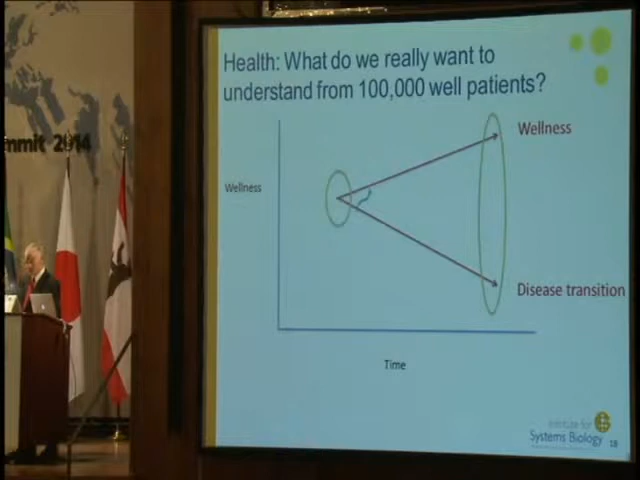 Health: What do we really want to
understand from 100,000 well patients?
Wellness
Wellness
Disease transition
Time
Institute for
Systems Biology
18
mmit 2014